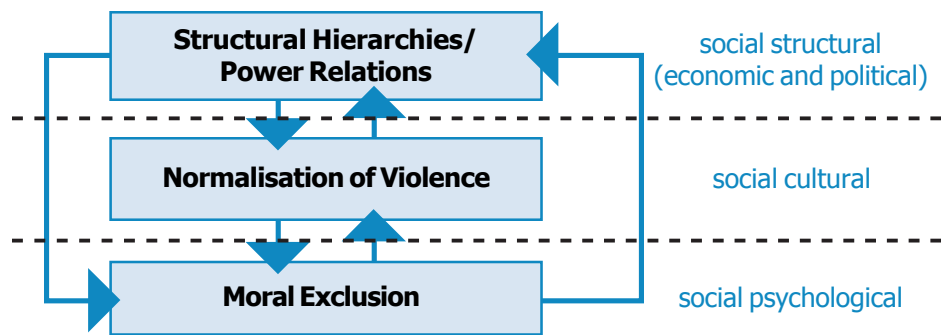 Structural Hierarchies/
Power Relations
social structural
(economic and political)
Normalisation of Violence
social cultural
Moral Exclusion
social psychological